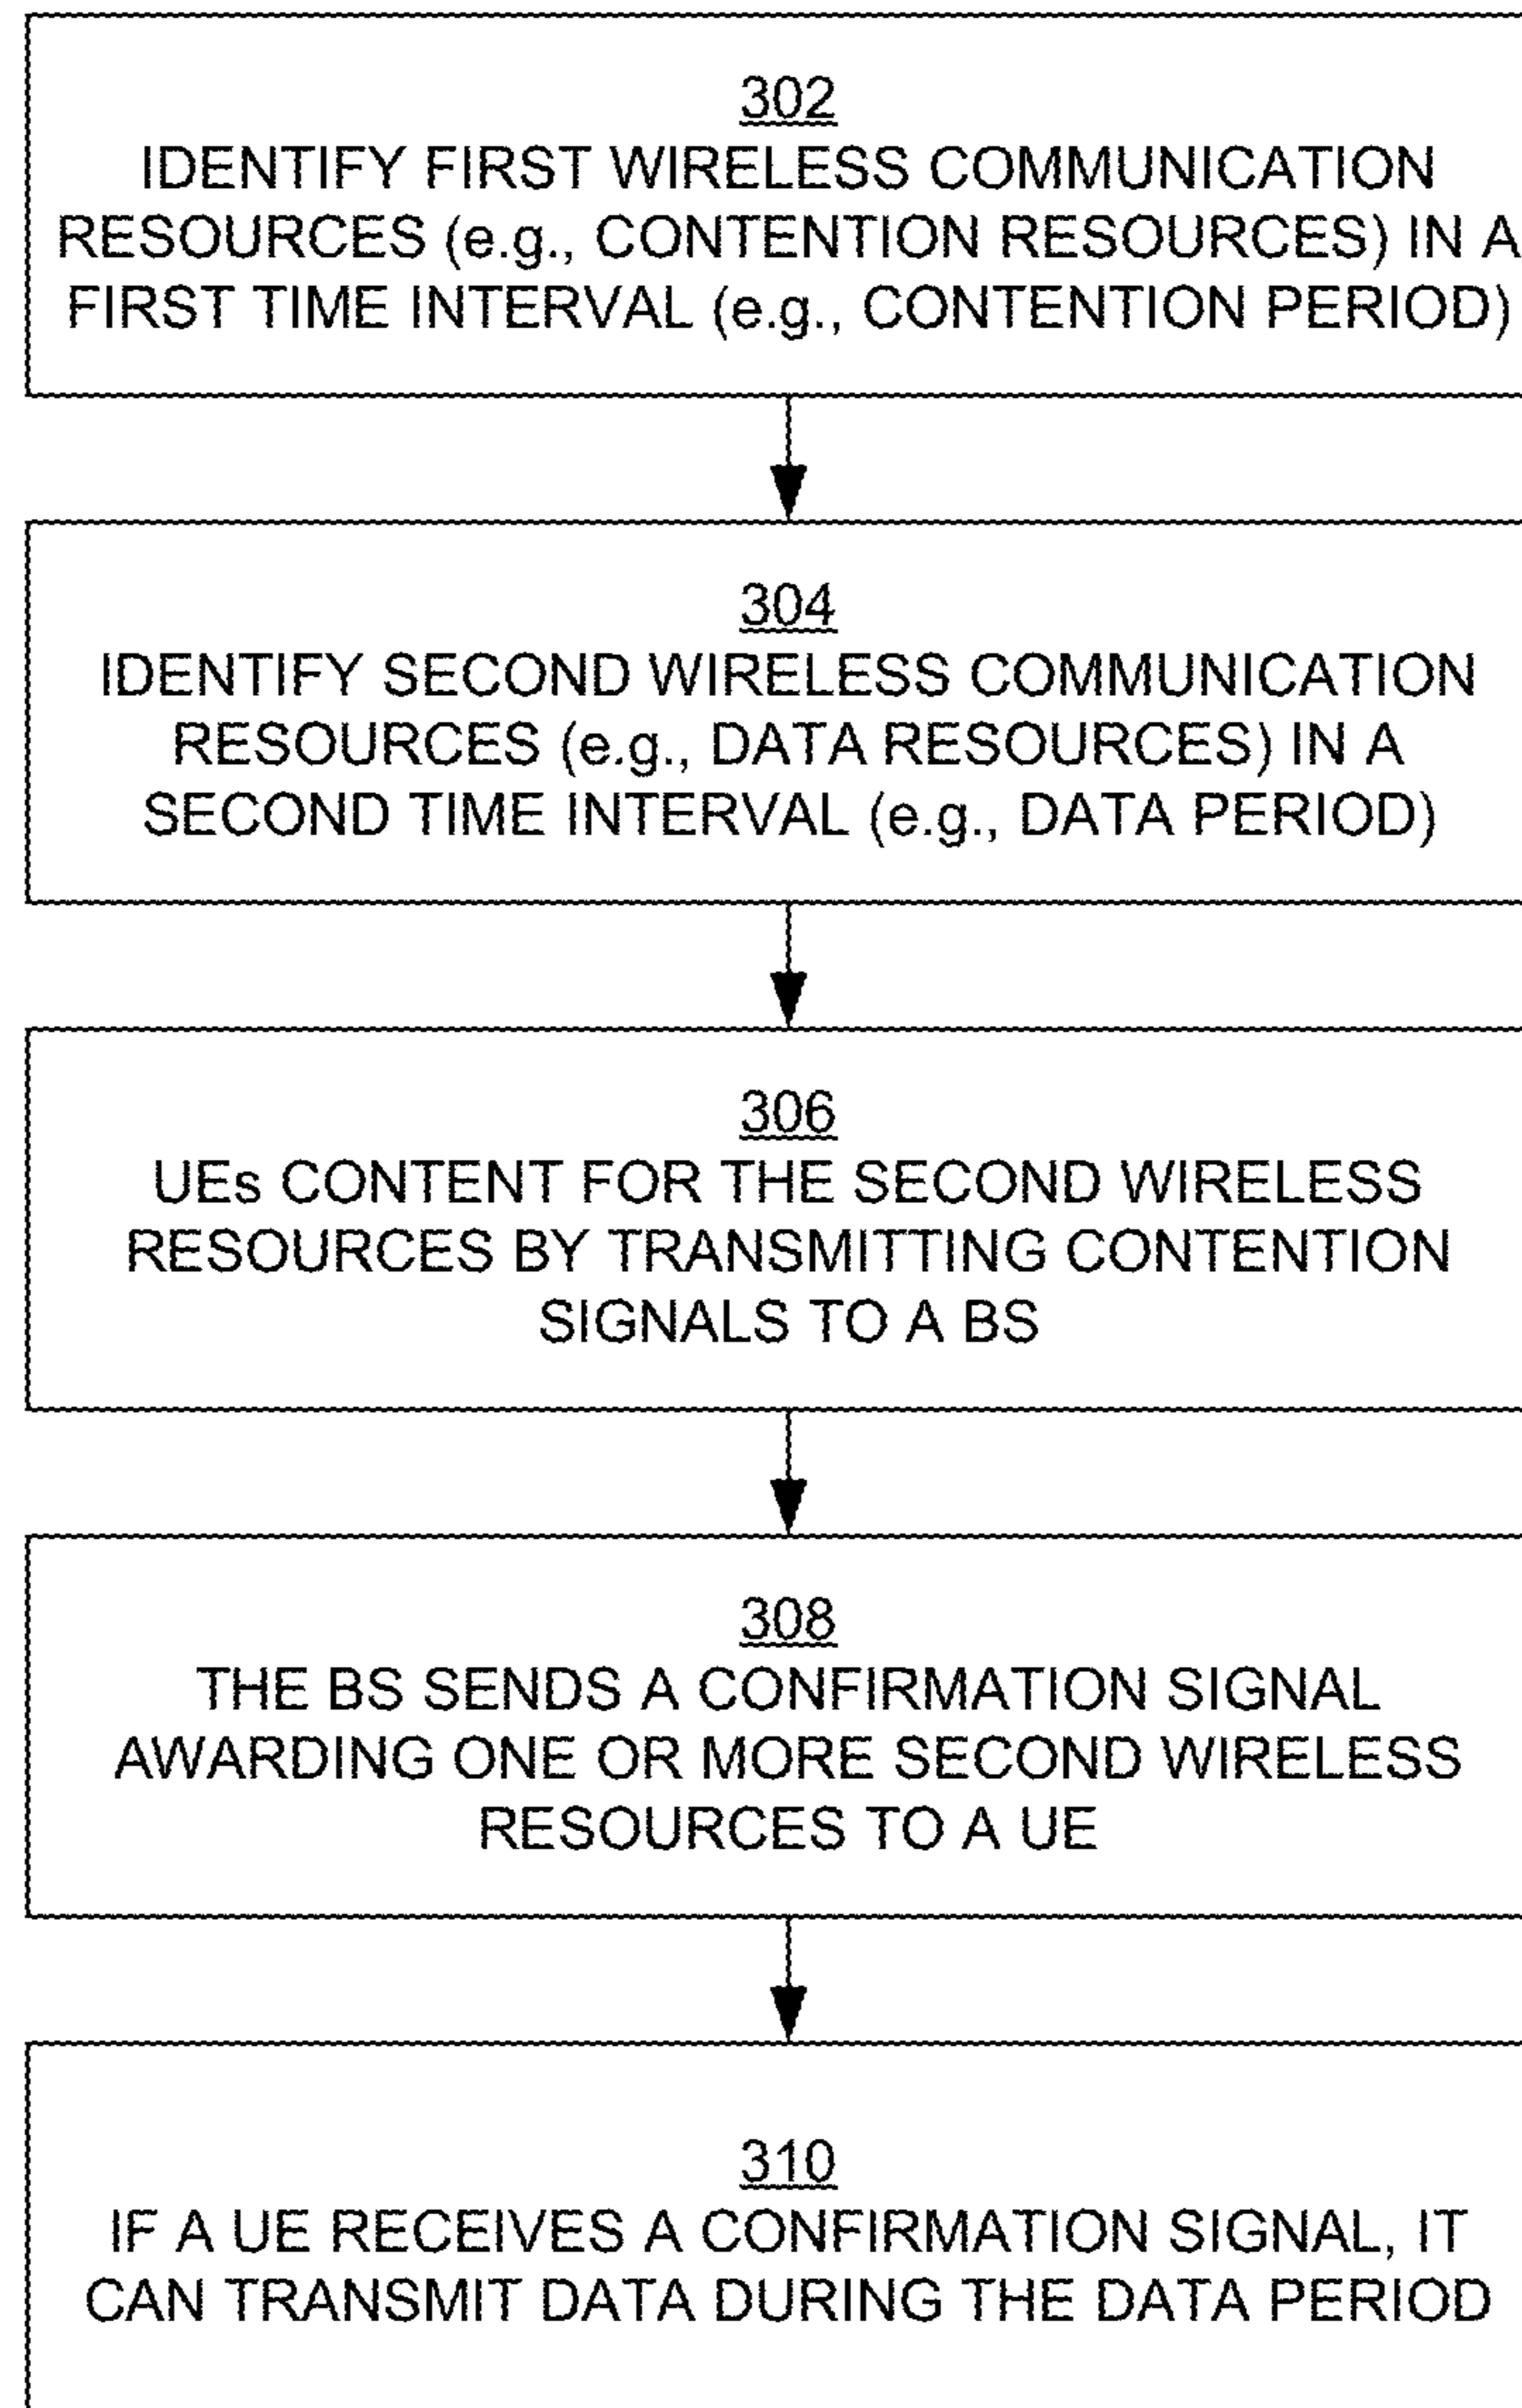 302
IDENTIFY FIRST WIRELESS COMMUNICATION
RESOURCES (e.g., CONTENTION RESOURCES) IN A
FIRST TIME INTERVAL (e.g., CONTENTION PERIOD)
304
IDENTIFY SECOND WIRELESS COMMUNICATION
RESOURCES (e.g., DATA RESOURCES) IN A
SECOND TIME INTERVAL (e.g., DATA PERIOD)
306
UEs CONTENT FOR THE SECOND WIRELESS
RESOURCES BY TRANSMITTING CONTENTION
SIGNALS TO A BS
308
THE BS SENDS A CONFIRMATION SIGNAL
AWARDING ONE OR MORE SECOND WIRELESS
RESOURCES TO A UE
310
IF A UE RECEIVES A CONFIRMATION SIGNAL, IT
CAN TRANSMIT DATA DURING THE DATA PERIOD